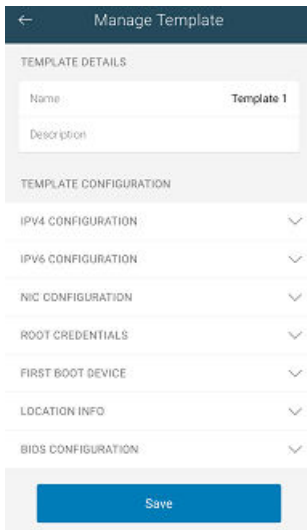 Manage Template
TEMPLATE DETAILS
Name Template 1
Description
TEMPLATE CONFIGURATION
IPV4 CONFIGURATION
IPV6 CONFIGURATION
NIC CONFIGURATION
ROOT CREDENTIALS
FIRST BOOT DEVICE
LOCATION INFO
BIOS CONFIGURATION
Save